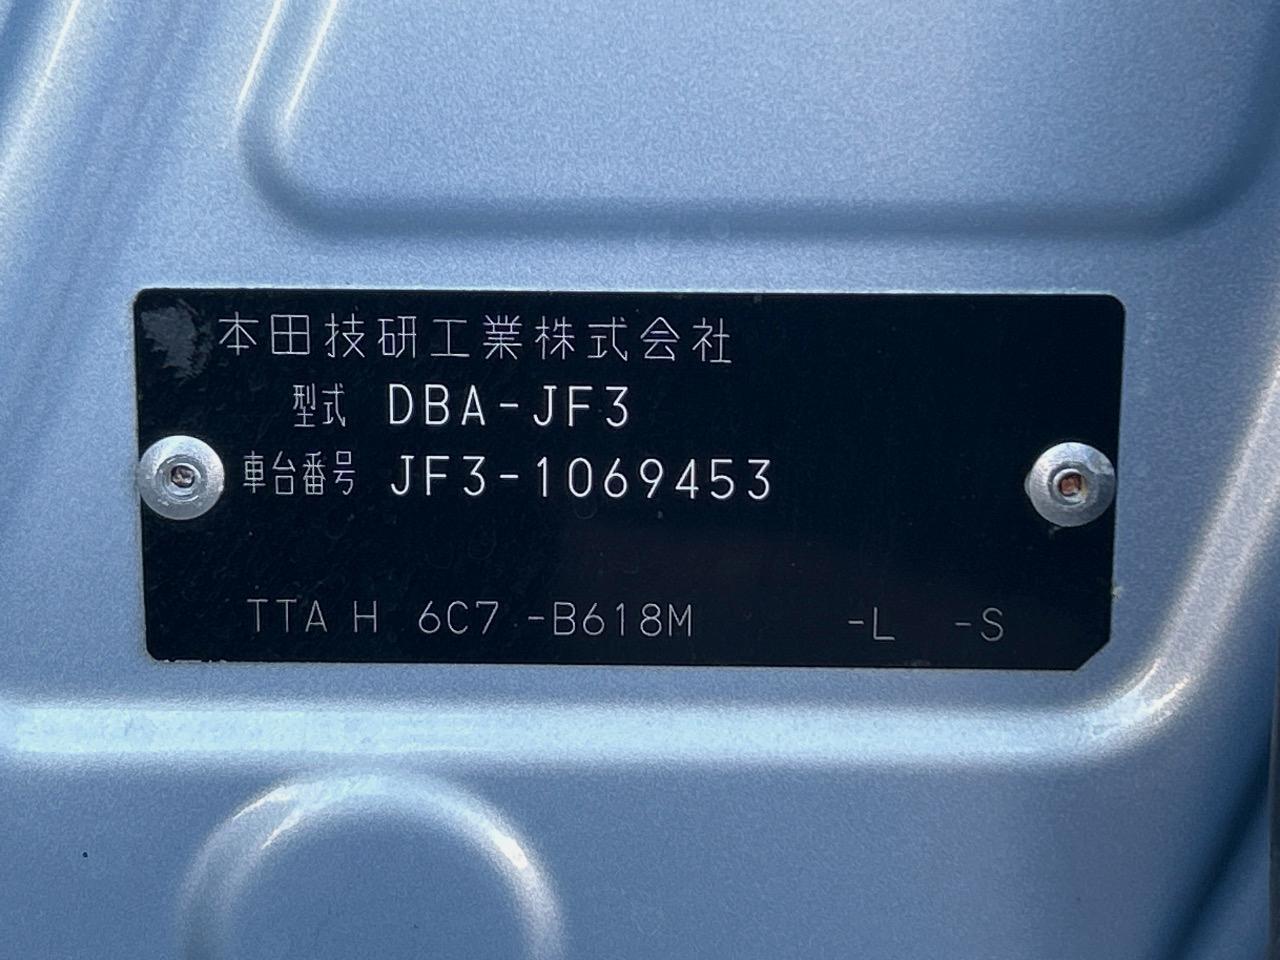 本田技研工業株式会社
型式 DBA-JF3
車台番号 JF3-1069453
TTA H 6C7 -B618M -L -S